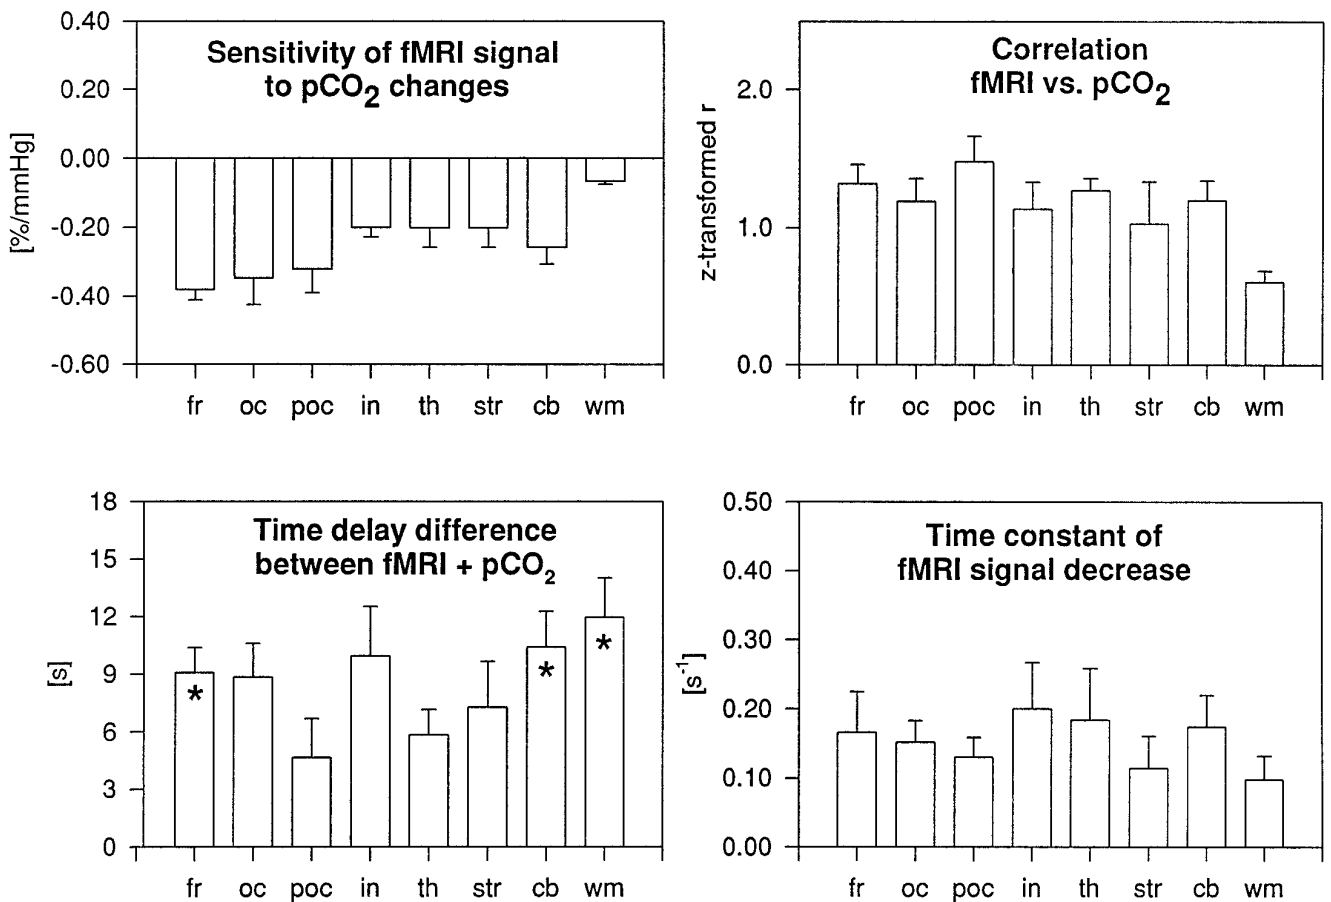 Sensitivity of fMRI signal
to pCO2 changes
[%/mmHg]
0.40
0.20
0.00
-0.20
-0.40
-0.60
fr oc poc in th str cb wm
Correlation
fMRI vs. pCO2
z-transformed r
2.0
1.0
0.0
fr oc poc in th str cb wm
Time delay difference
between fMRI + pCO2
[s]
18
15
12
9
6
3
0
* * *
fr oc poc in th str cb wm
Time constant of
fMRI signal decrease
[s-1]
0.50
0.40
0.30
0.20
0.10
0.00
fr oc poc in th str cb wm